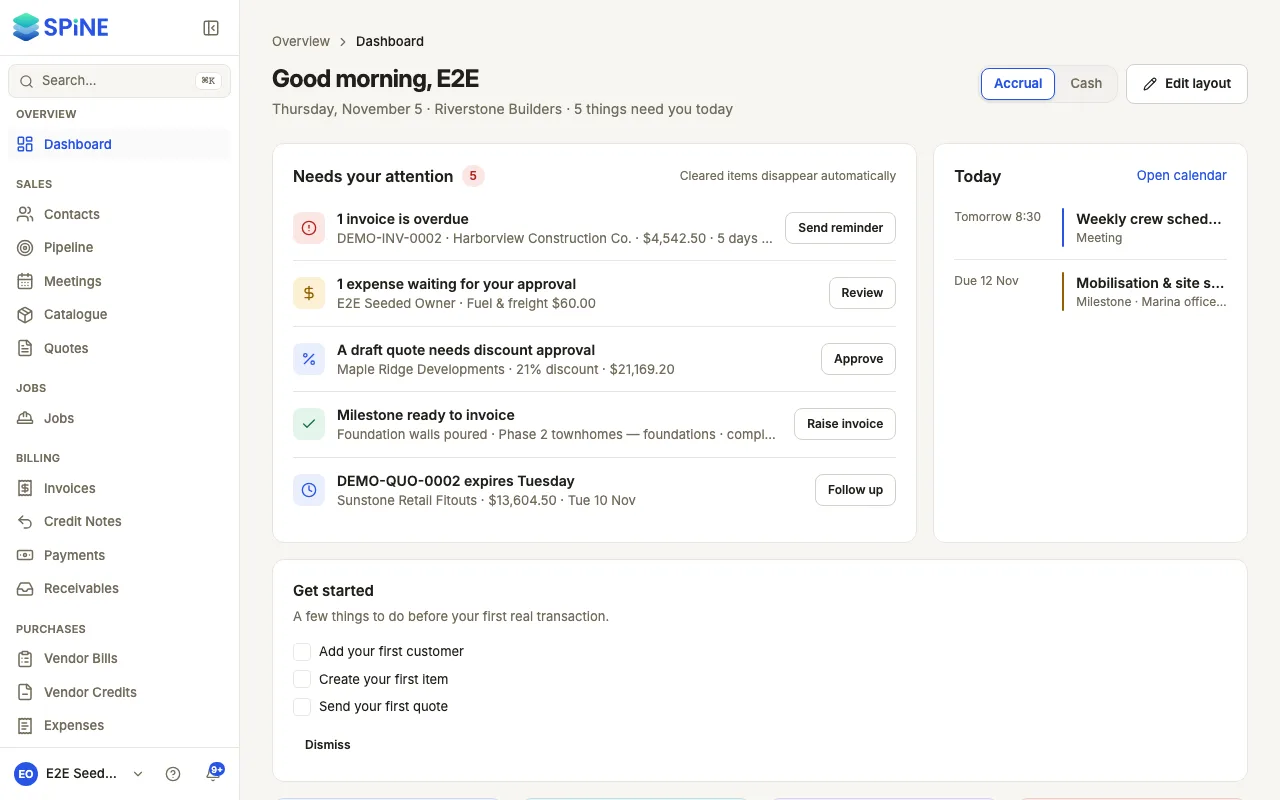 SPiNE
Search...
⌘K
OVERVIEW
Dashboard
SALES
Contacts
Pipeline
Meetings
Catalogue
Quotes
JOBS
Jobs
BILLING
Invoices
Credit Notes
Payments
Receivables
PURCHASES
Vendor Bills
Vendor Credits
Expenses
EO
E2E Seed...
9+
Overview
Dashboard
Good morning, E2E
Thursday, November 5 · Riverstone Builders · 5 things need you today
Accrual
Cash
Edit layout
Needs your attention
5
Cleared items disappear automatically
1 invoice is overdue
DEMO-INV-0002 · Harborview Construction Co. · $4,542.50 · 5 days ...
Send reminder
1 expense waiting for your approval
E2E Seeded Owner · Fuel & freight $60.00
Review
A draft quote needs discount approval
Maple Ridge Developments · 21% discount · $21,169.20
Approve
Milestone ready to invoice
Foundation walls poured · Phase 2 townhomes — foundations · compl...
Raise invoice
DEMO-QUO-0002 expires Tuesday
Sunstone Retail Fitouts · $13,604.50 · Tue 10 Nov
Follow up
Today
Open calendar
Tomorrow 8:30
Weekly crew sched...
Meeting
Due 12 Nov
Mobilisation & site s...
Milestone · Marina office...
Get started
A few things to do before your first real transaction.
Add your first customer
Create your first item
Send your first quote
Dismiss